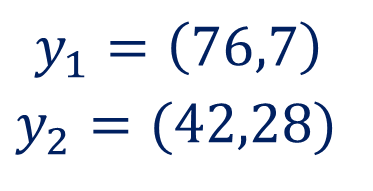 y₁ = (76,7)
y₂ = (42,28)